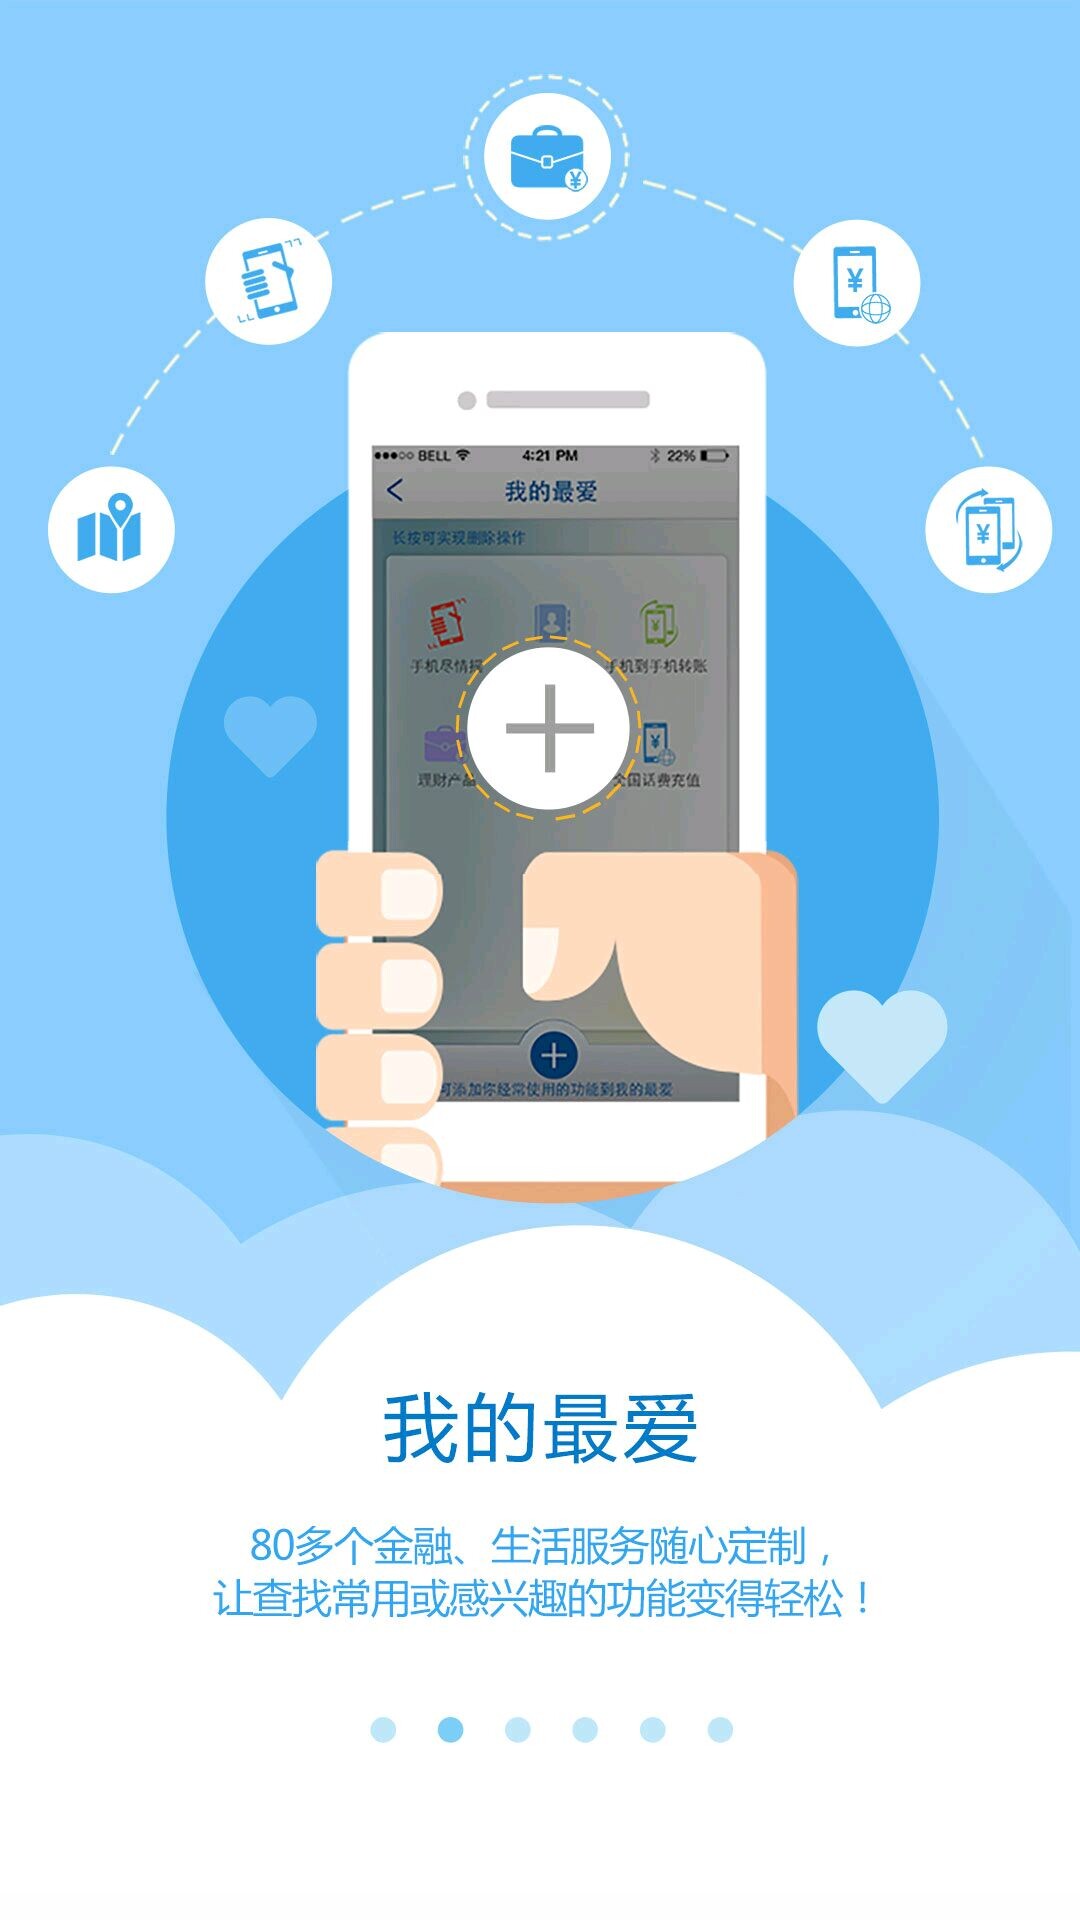 BELL 4:21 PM 22%
我的最爱
长按可实现删除操作
手机尽情摇 手机到手机转账
理财产品 全国话费充值
可添加你经常使用的功能到我的最爱
我的最爱
80多个金融、生活服务随心定制，
让查找常用或感兴趣的功能变得轻松！